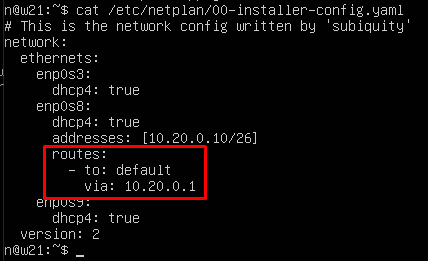 n@w21:~$ cat /etc/netplan/00-installer-config.yaml
# This is the network config written by 'subiquity'
network:
  ethernets:
    enp0s3:
      dhcp4: true
    enp0s8:
      dhcp4: true
      addresses: [10.20.0.10/26]
      routes:
        - to: default
          via: 10.20.0.1
    enp0s9:
      dhcp4: true
  version: 2
n@w21:~$ _